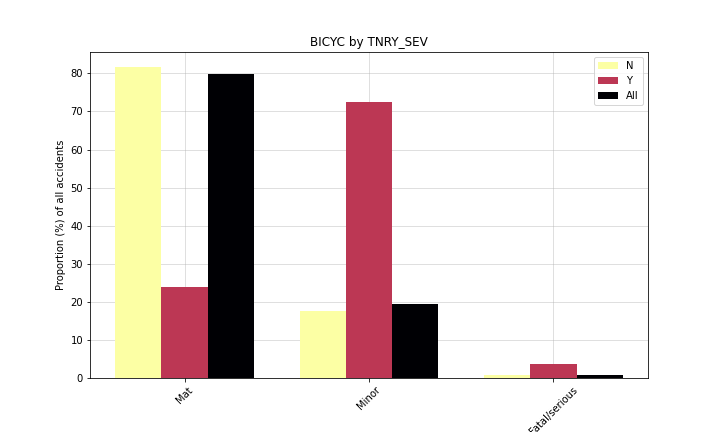 BICYC by TNRY_SEV
N
Y
All
Proportion (%) of all accidents
80
70
60
50
40
30
20
10
0
Mat
Minor
Fatal/serious